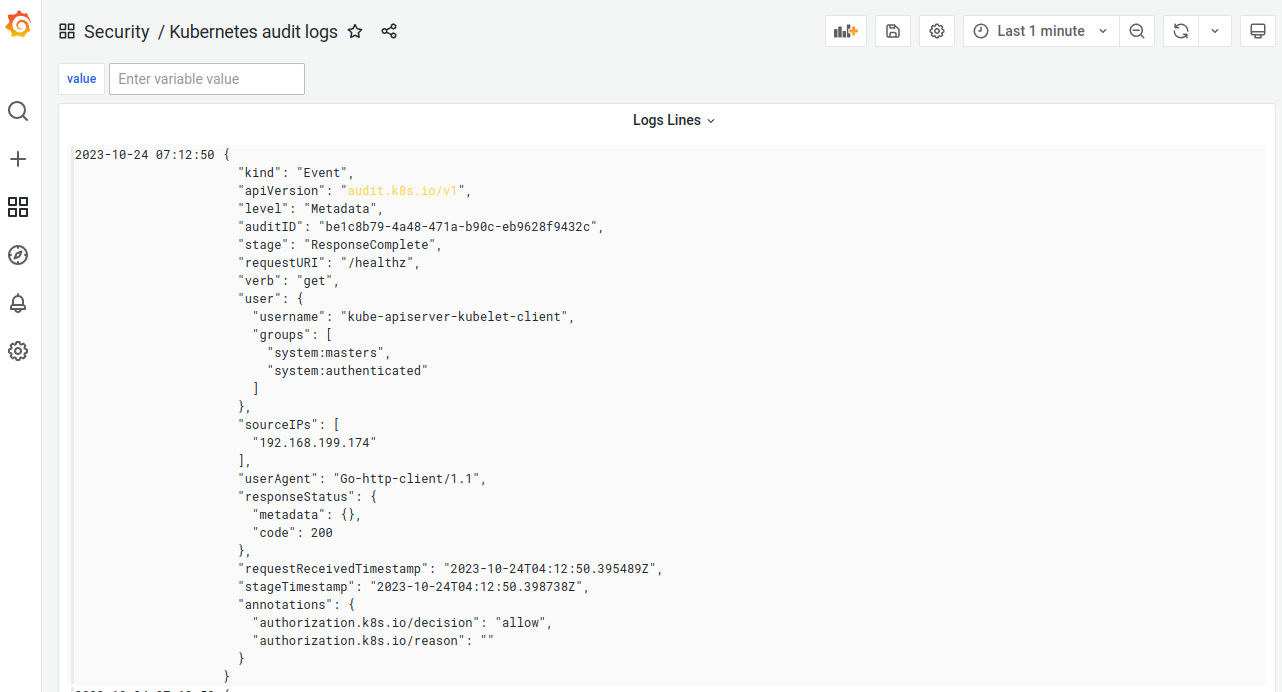 Security / Kubernetes audit logs
Last 1 minute
value
Enter variable value
Logs Lines
2023-10-24 07:12:50 {
"kind": "Event",
"apiVersion": "audit.k8s.io/v1",
"level": "Metadata",
"auditID": "be1c8b79-4a48-471a-b90c-eb9628f9432c",
"stage": "ResponseComplete",
"requestURI": "/healthz",
"verb": "get",
"user": {
"username": "kube-apiserver-kubelet-client",
"groups": [
"system:masters",
"system:authenticated"
]
},
"sourceIPs": [
"192.168.199.174"
],
"userAgent": "Go-http-client/1.1",
"responseStatus": {
"metadata": {},
"code": 200
},
"requestReceivedTimestamp": "2023-10-24T04:12:50.395489Z",
"stageTimestamp": "2023-10-24T04:12:50.398738Z",
"annotations": {
"authorization.k8s.io/decision": "allow",
"authorization.k8s.io/reason": ""
}
}